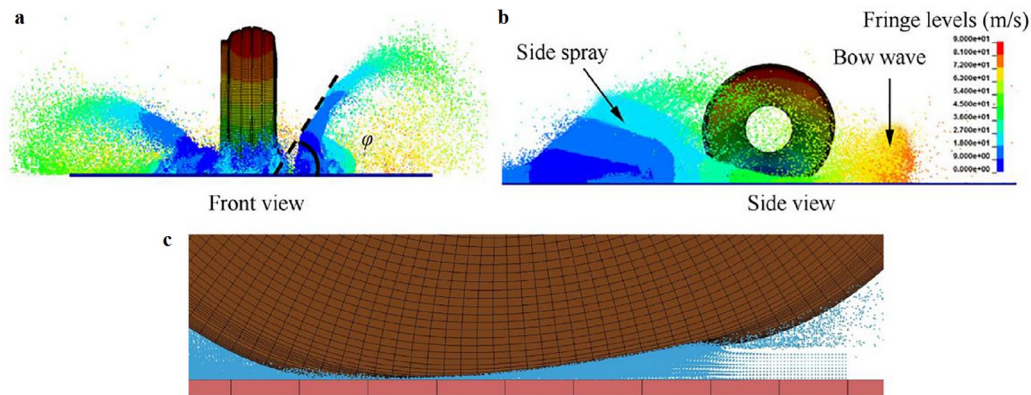 a
φ
Front view
b
Side spray
Fringe levels (m/s)
Bow wave
9.000e+01
8.100e+01
7.200e+01
6.300e+01
5.400e+01
4.500e+01
3.600e+01
2.700e+01
1.800e+01
9.000e+00
0.000e+00
Side view
c